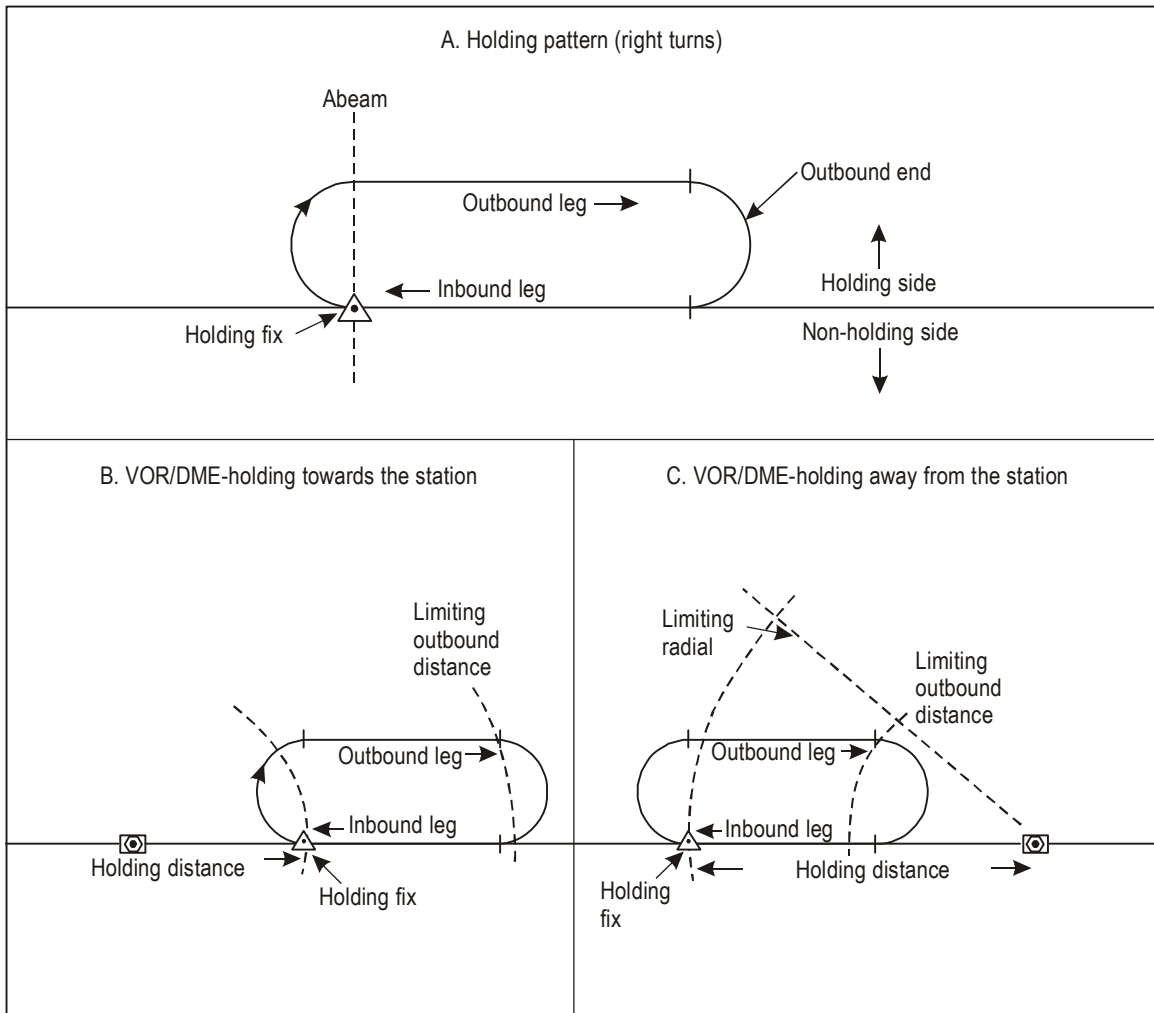 A. Holding pattern (right turns)
Abeam
Outbound end
Outbound leg
Holding side
Inbound leg
Holding fix
Non-holding side
B. VOR/DME-holding towards the station
Limiting
outbound
distance
Outbound leg
Inbound leg
Holding distance
Holding fix
C. VOR/DME-holding away from the station
Limiting
radial
Limiting
outbound
distance
Outbound leg
Inbound leg
Holding distance
Holding
fix